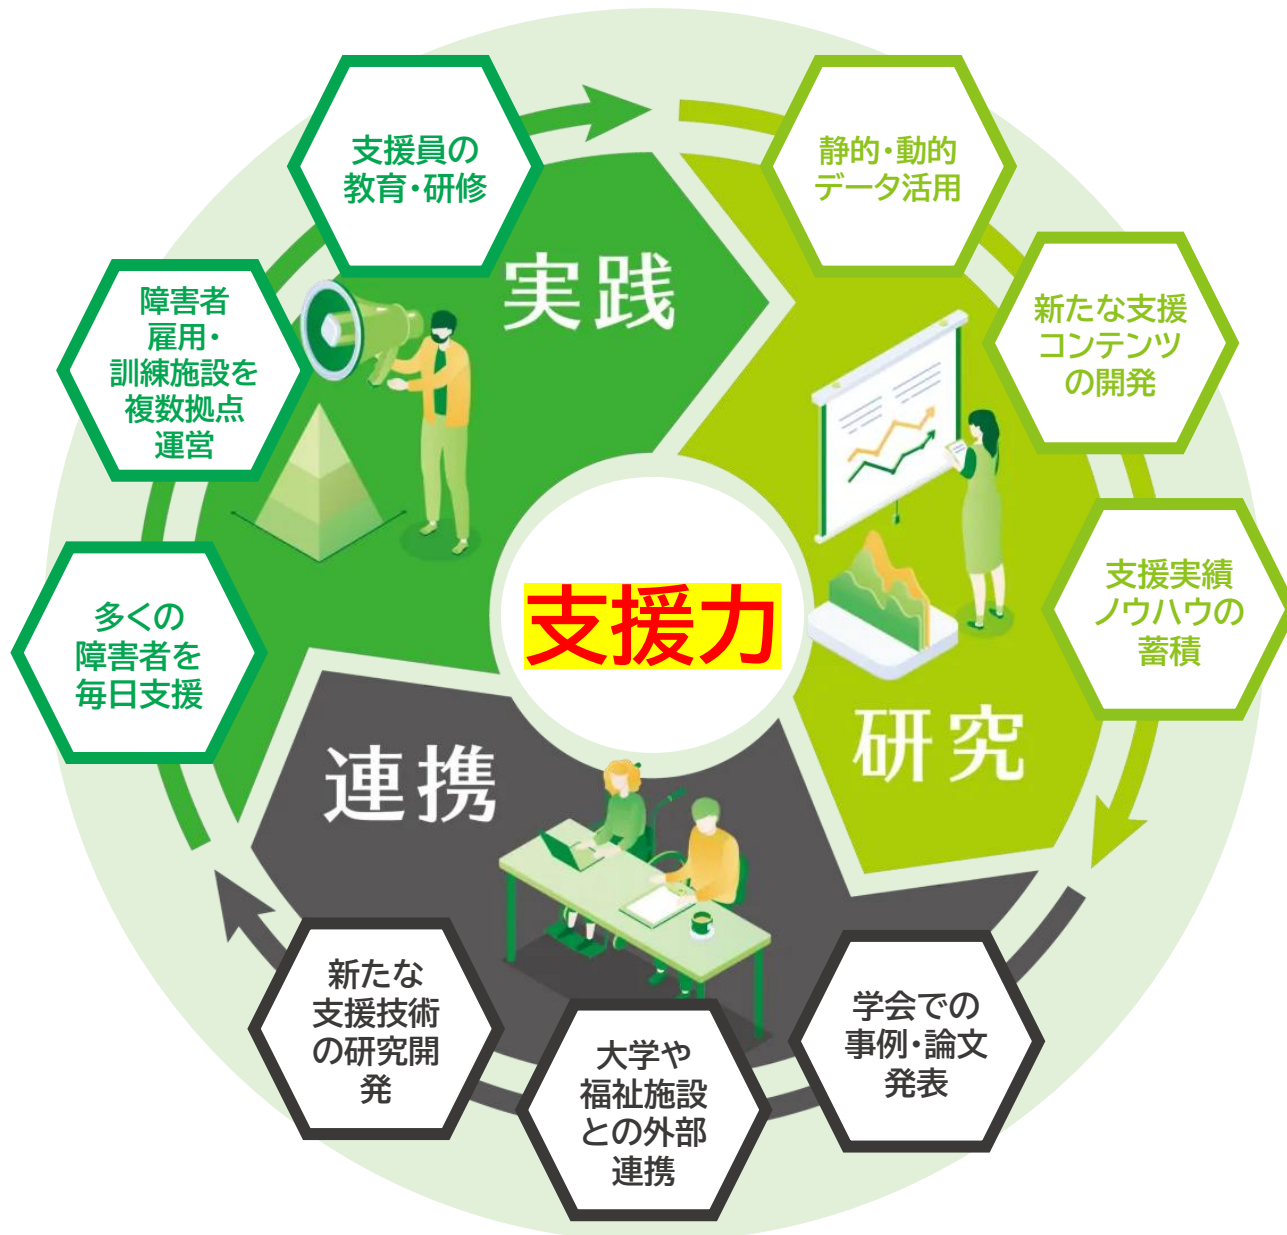 支援員の
教育・研修
静的・動的
データ活用
障害者
雇用・
訓練施設を
複数拠点
運営
実践
新たな支援
コンテンツ
の開発
多くの
障害者を
毎日支援
支援力
支援実績
ノウハウの
蓄積
連携
研究
新たな
支援技術
の研究開
発
大学や
福祉施設
との外部
連携
学会での
事例・論文
発表